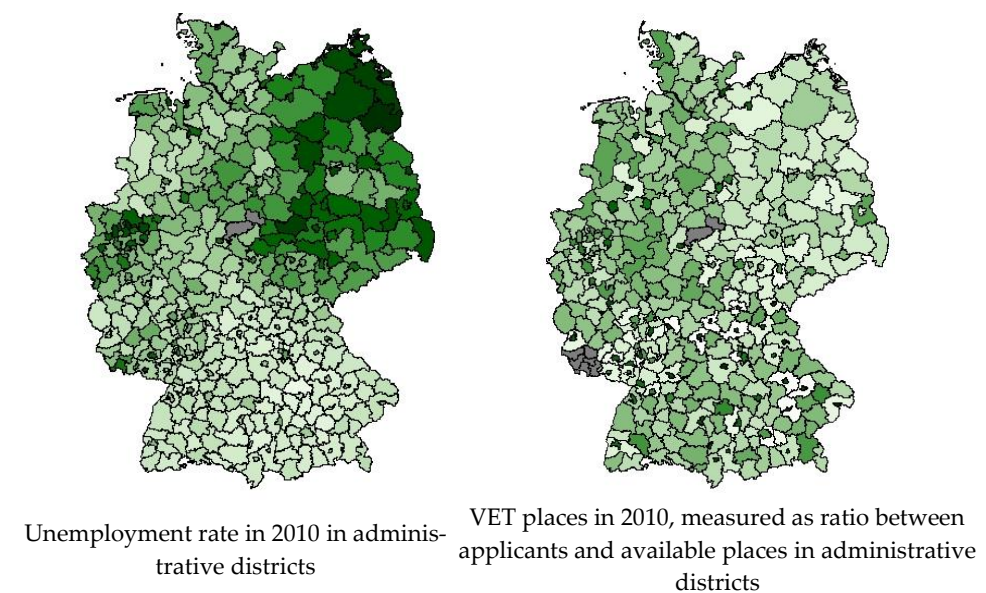 Unemployment rate in 2010 in adminis-
trative districts
VET places in 2010, measured as ratio between
applicants and available places in administrative
districts